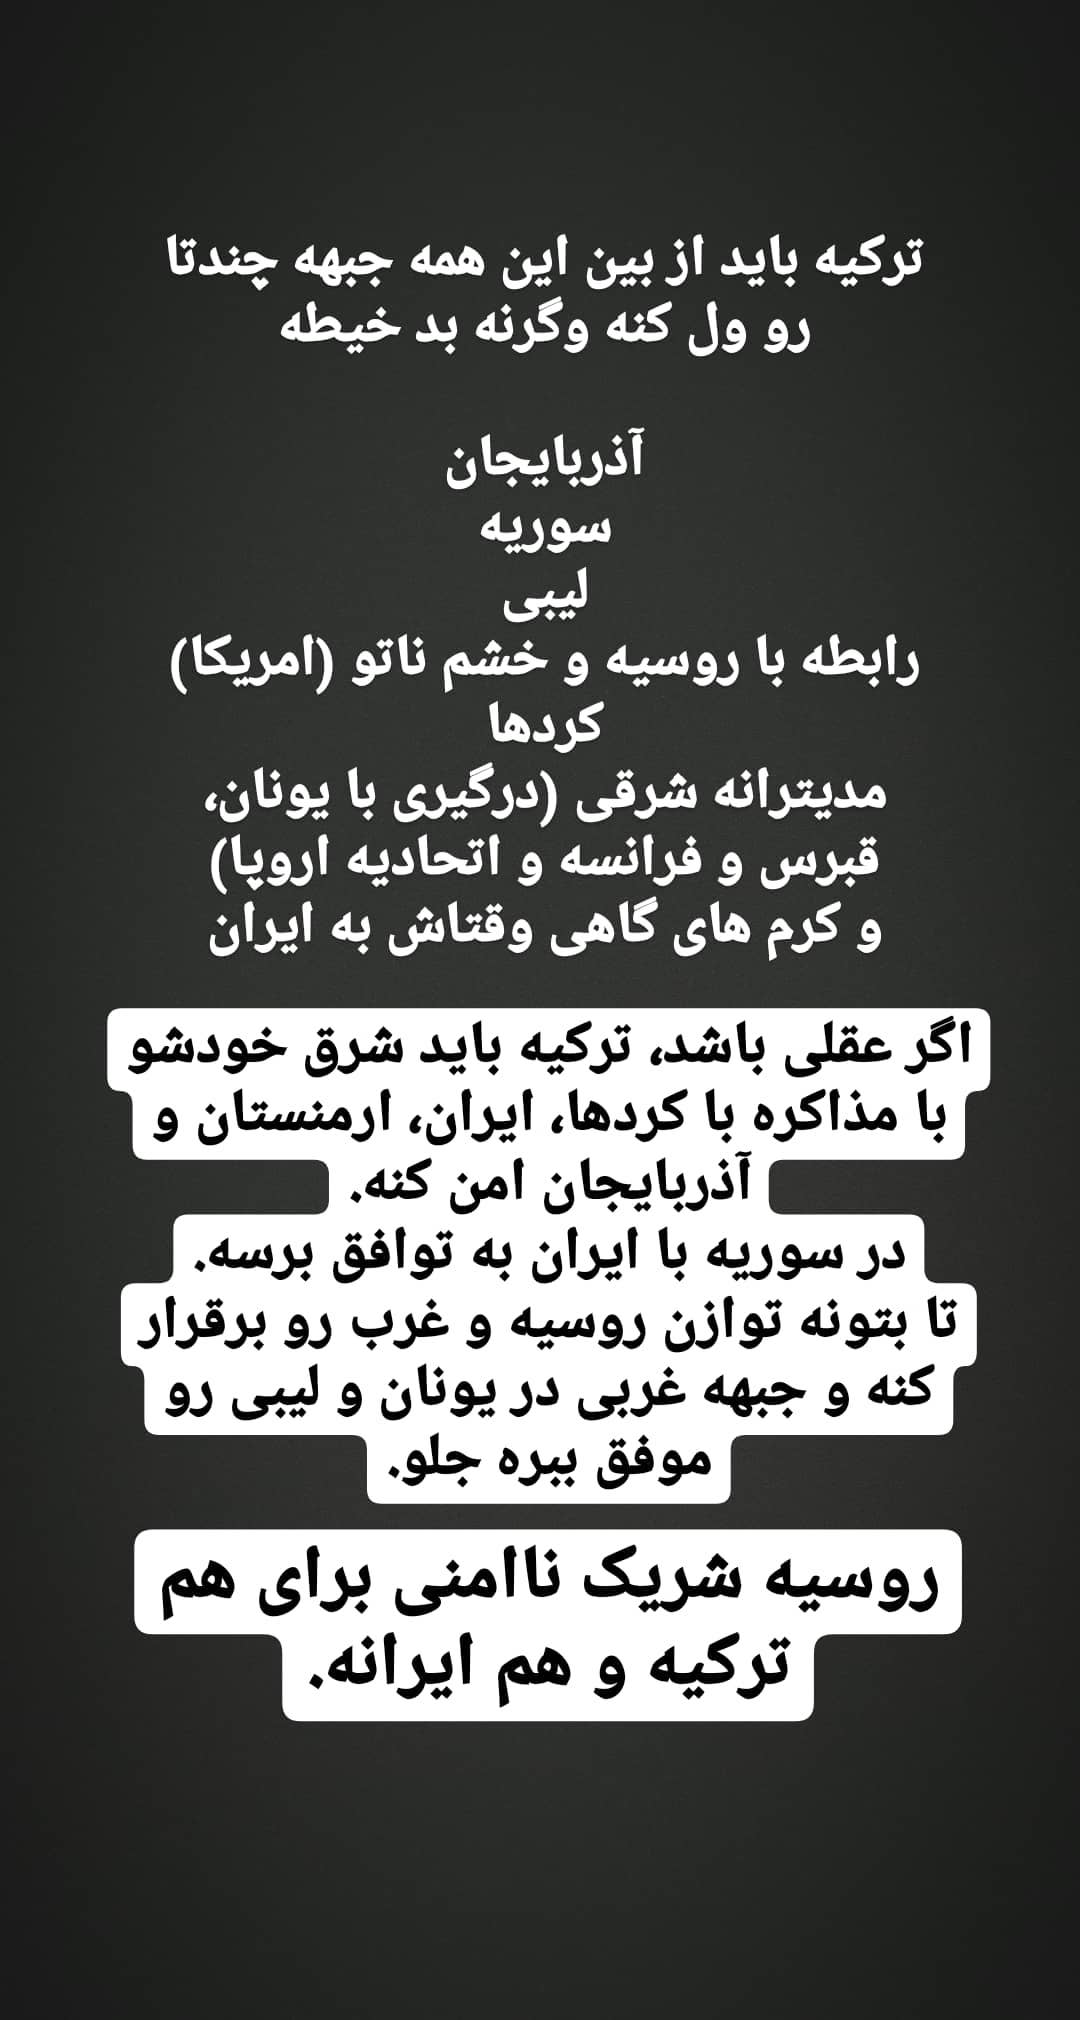 ترکیه باید از بین این همه جبهه چندتا
رو ول کنه وگرنه بد خیطه
آذربایجان
سوریه
لیبی
رابطه با روسیه و خشم ناتو (امریکا)
کردها
مدیترانه شرقی (درگیری با یونان،
قبرس و فرانسه و اتحادیه اروپا)
و کرم های گاهی وقتاش به ایران
اگر عقلی باشد، ترکیه باید شرق خودشو
با مذاکره با کردها، ایران، ارمنستان و
آذربایجان امن کنه.
در سوریه با ایران به توافق برسه.
تا بتونه توازن روسیه و غرب رو برقرار
کنه و جبهه غربی در یونان و لیبی رو
موفق ببره جلو.
روسیه شریک ناامنی برای هم
ترکیه و هم ایرانه.